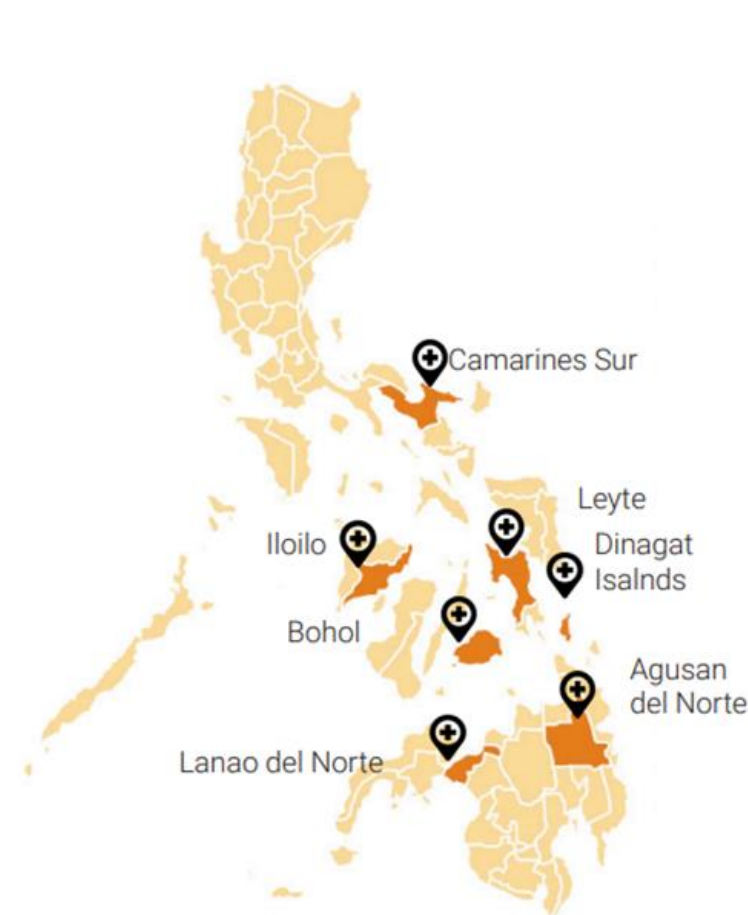 Camarines Sur
Leyte
Iloilo
Dinagat
Isalnds
Bohol
Agusan
del Norte
Lanao del Norte